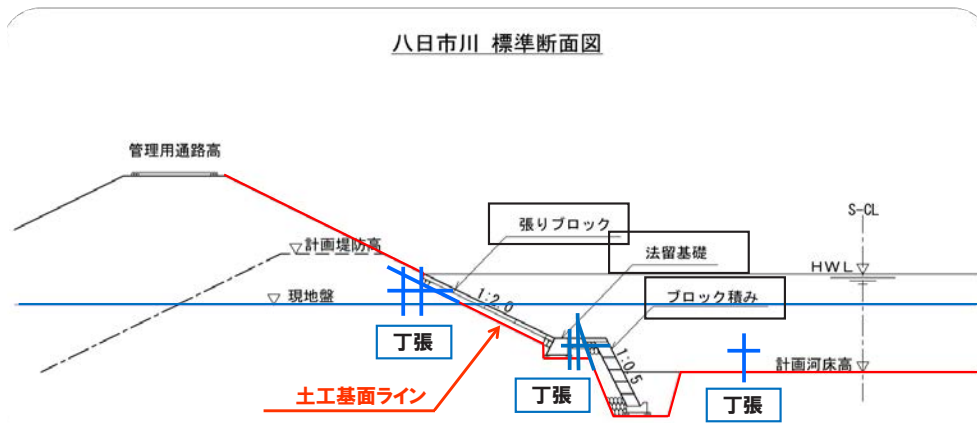 八日市川 標準断面図
管理用通路高
張りブロック
S-CL
計画堤防高
法留基礎
HWL
現地盤
1:2.0
ブロック積み
丁張
1:0.5
計画河床高
土工基面ライン
丁張
丁張